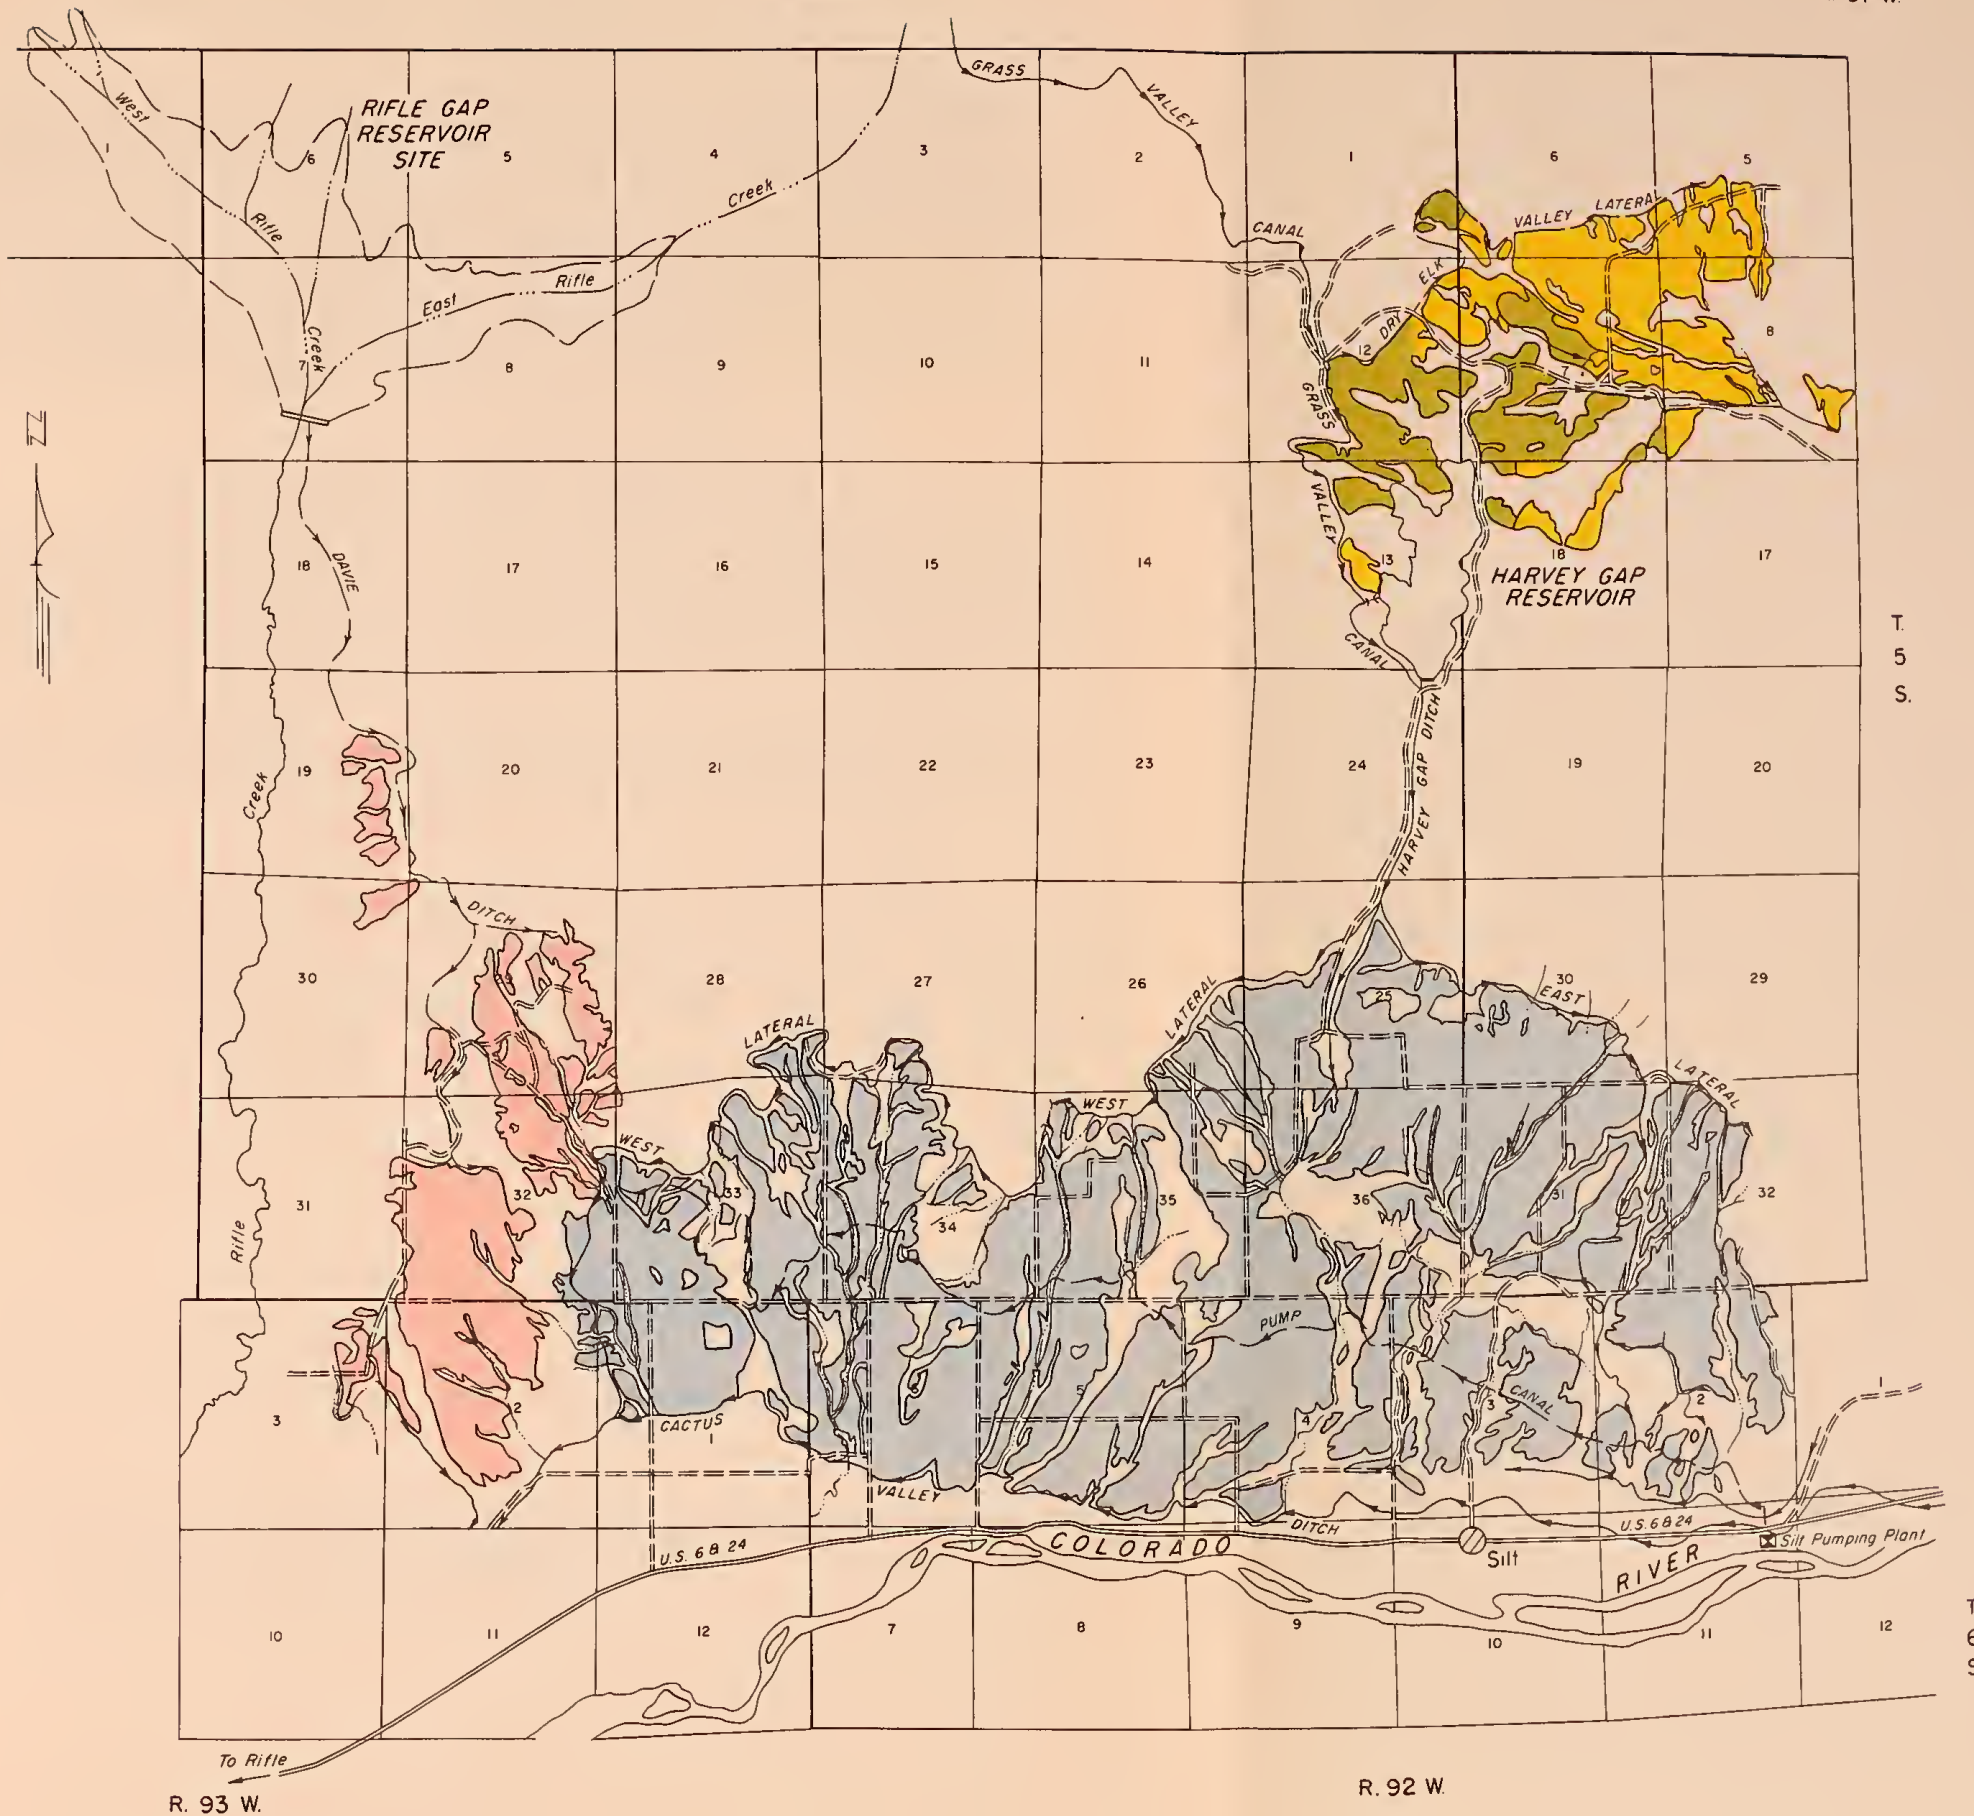 West
Rifle
Creek
RIFLE GAP
RESERVOIR
SITE
GRASS
VALLEY
CANAL
1
6
5
4
3
2
1
6
5
Creek
Rifle
East
VALLEY LATERAL
DRY ELK
7
8
9
10
11
12
7
8
GRASS
VALLEY
CANAL
DAVIE
18
17
16
15
14
13
18
17
HARVEY GAP
RESERVOIR
T.
5
S.
HARVEY GAP DITCH
19
20
21
22
23
24
19
20
Creek
DITCH
30
29
28
27
26
25
30
29
LATERAL
LATERAL
EAST
LATERAL
WEST
WEST
31
32
33
34
35
36
31
32
Rifle
PUMP
CANAL
3
2
1
5
4
3
2
1
CACTUS
VALLEY
DITCH
U.S. 6 & 24
U.S. 6 & 24
COLORADO
RIVER
Silt
Silt Pumping Plant
10
11
12
7
8
9
10
11
12
To Rifle
R. 93 W.
R. 92 W.